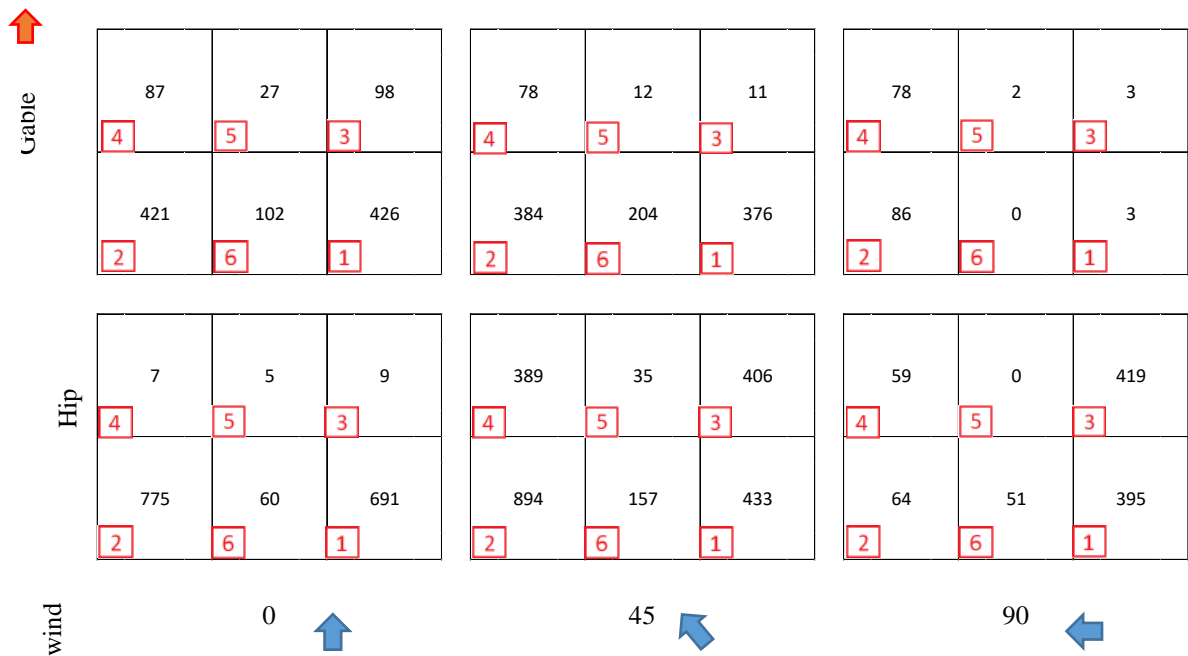 Gable
87 27 98 78 12 11 78 2 3
4 5 3 4 5 3 4 5 3
421 102 426 384 204 376 86 0 3
2 6 1 2 6 1 2 6 1
Hip
7 5 9 389 35 406 59 0 419
4 5 3 4 5 3 4 5 3
775 60 691 894 157 433 64 51 395
2 6 1 2 6 1 2 6 1
wind
0 45 90